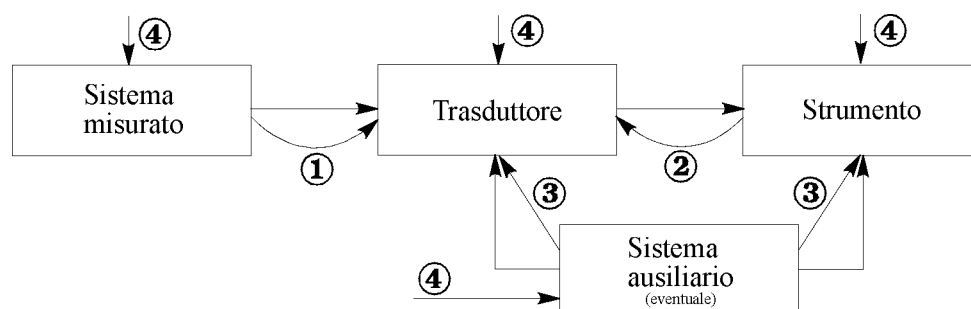 ④
④
④
Sistema
misurato
Trasduttore
Strumento
①
②
③
③
Sistema
ausiliario
(eventuale)
④